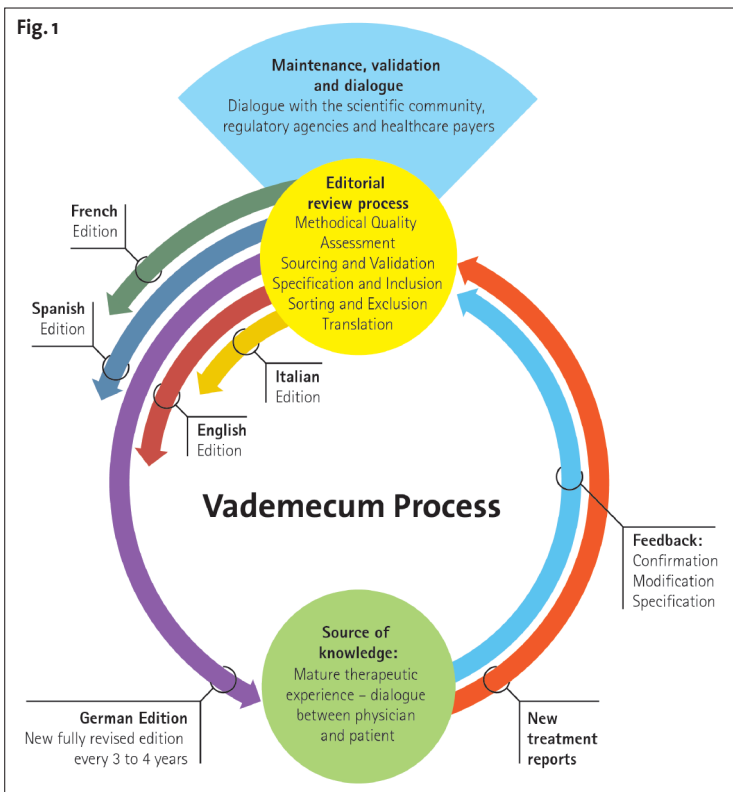 Fig. 1
Maintenance, validation
and dialogue
Dialogue with the scientific community,
regulatory agencies and healthcare payers
Editorial
review process
Methodical Quality
Assessment
Sourcing and Validation
Specification and Inclusion
Sorting and Exclusion
Translation
French
Edition
Spanish
Edition
Italian
Edition
English
Edition
Vademecum Process
Feedback:
Confirmation
Modification
Specification
Source of
knowledge:
Mature therapeutic
experience – dialogue
between physician
and patient
German Edition
New fully revised edition
every 3 to 4 years
New
treatment
reports